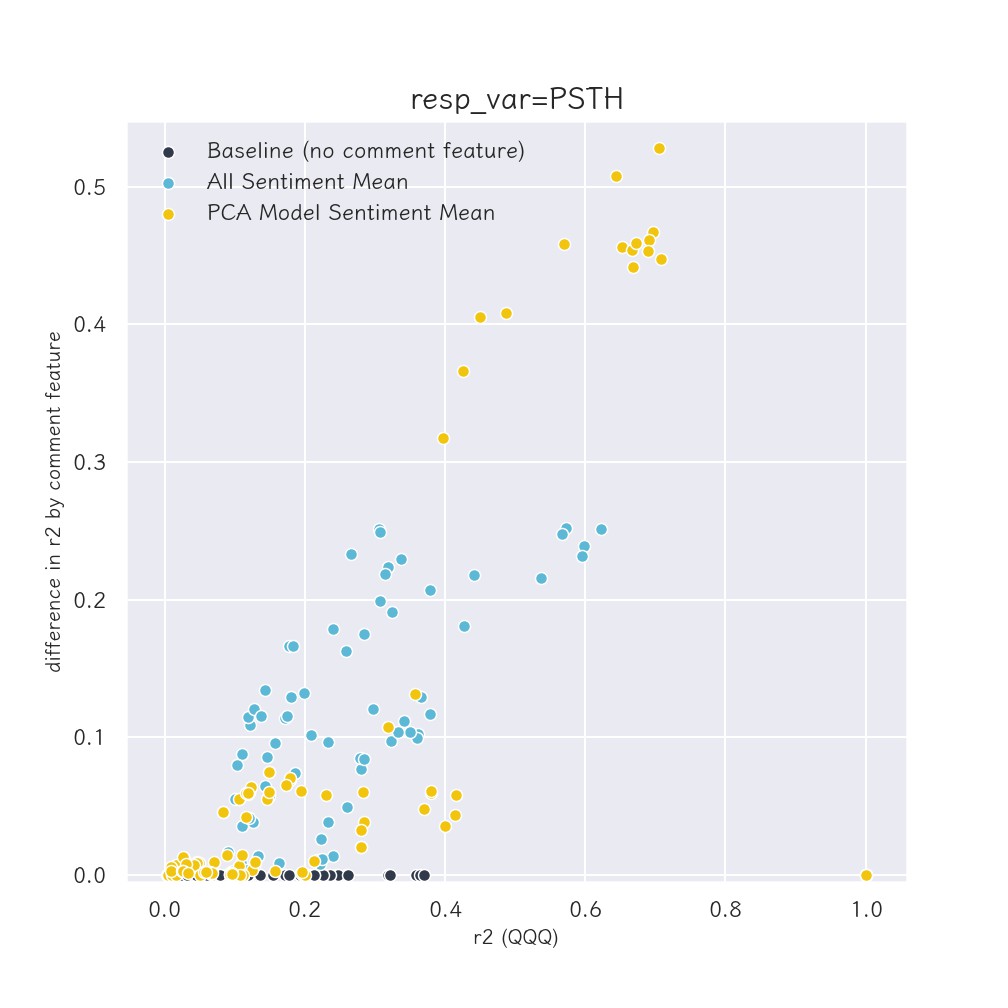 resp_var=PSTH
Baseline (no comment feature)
All Sentiment Mean
PCA Model Sentiment Mean
difference in r2 by comment feature
0.5
0.4
0.3
0.2
0.1
0.0
0.0 0.2 0.4 0.6 0.8 1.0
r2 (QQQ)